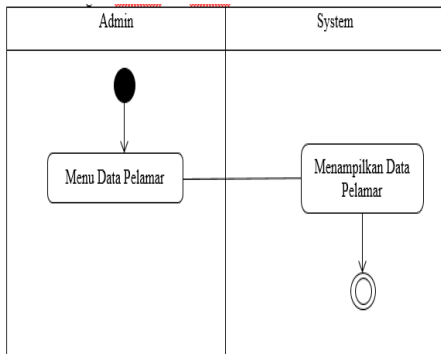 Admin
System
Menu Data Pelamar
Menampilkan Data
Pelamar